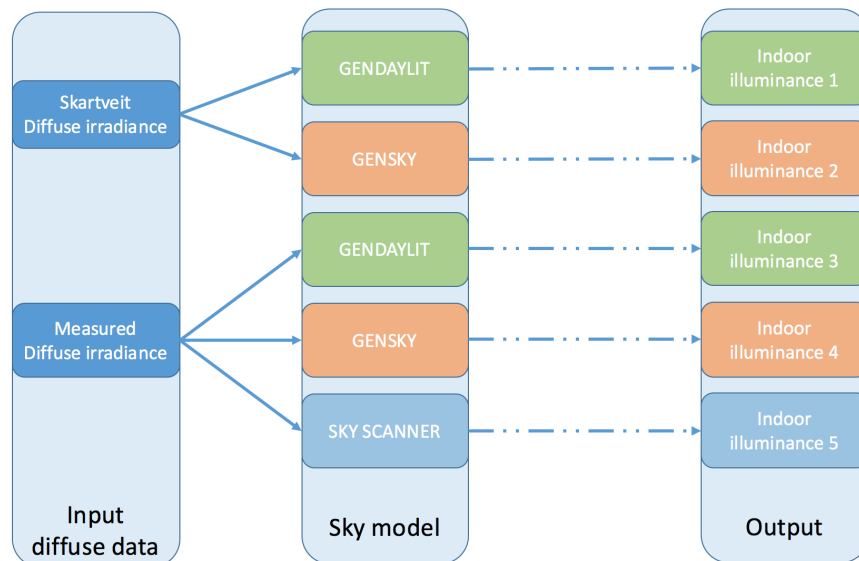 Skartveit
Diffuse irradiance
Measured
Diffuse irradiance
Input
diffuse data
GENDAYLIT
GENSKY
GENDAYLIT
GENSKY
SKY SCANNER
Sky model
Indoor
illuminance 1
Indoor
illuminance 2
Indoor
illuminance 3
Indoor
illuminance 4
Indoor
illuminance 5
Output